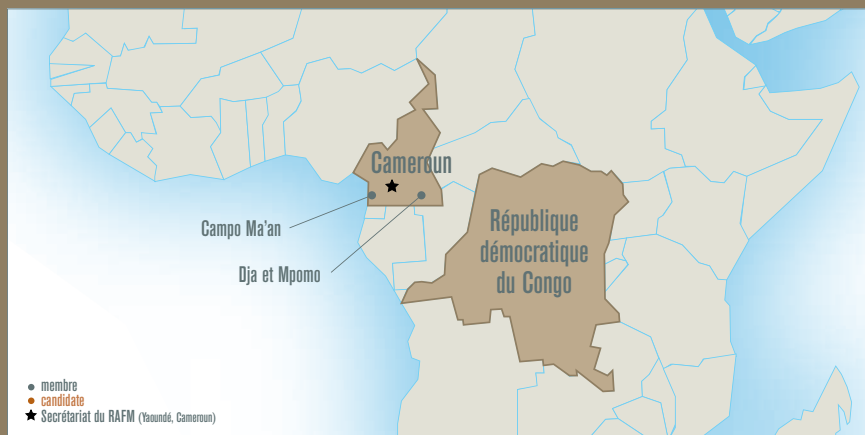 Cameroun
Campo Ma'an
Dja et Mpomo
République
démocratique
du Congo
membre
candidate
Secrétariat du RAFM (Yaoundé, Cameroun)